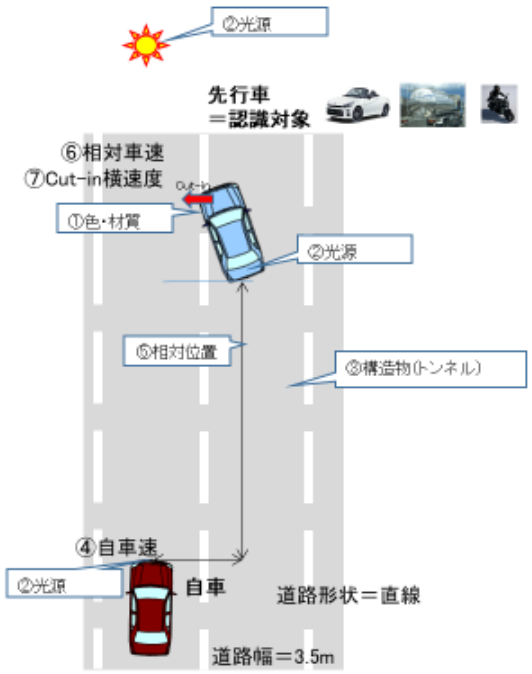 ②光源
先行車
＝認識対象
⑥相対車速
⑦Cut-in横速度
Cut-in
①色・材質
②光源
⑤相対位置
③構造物(トンネル)
④自車速
②光源
自車
道路形状＝直線
道路幅＝3.5m